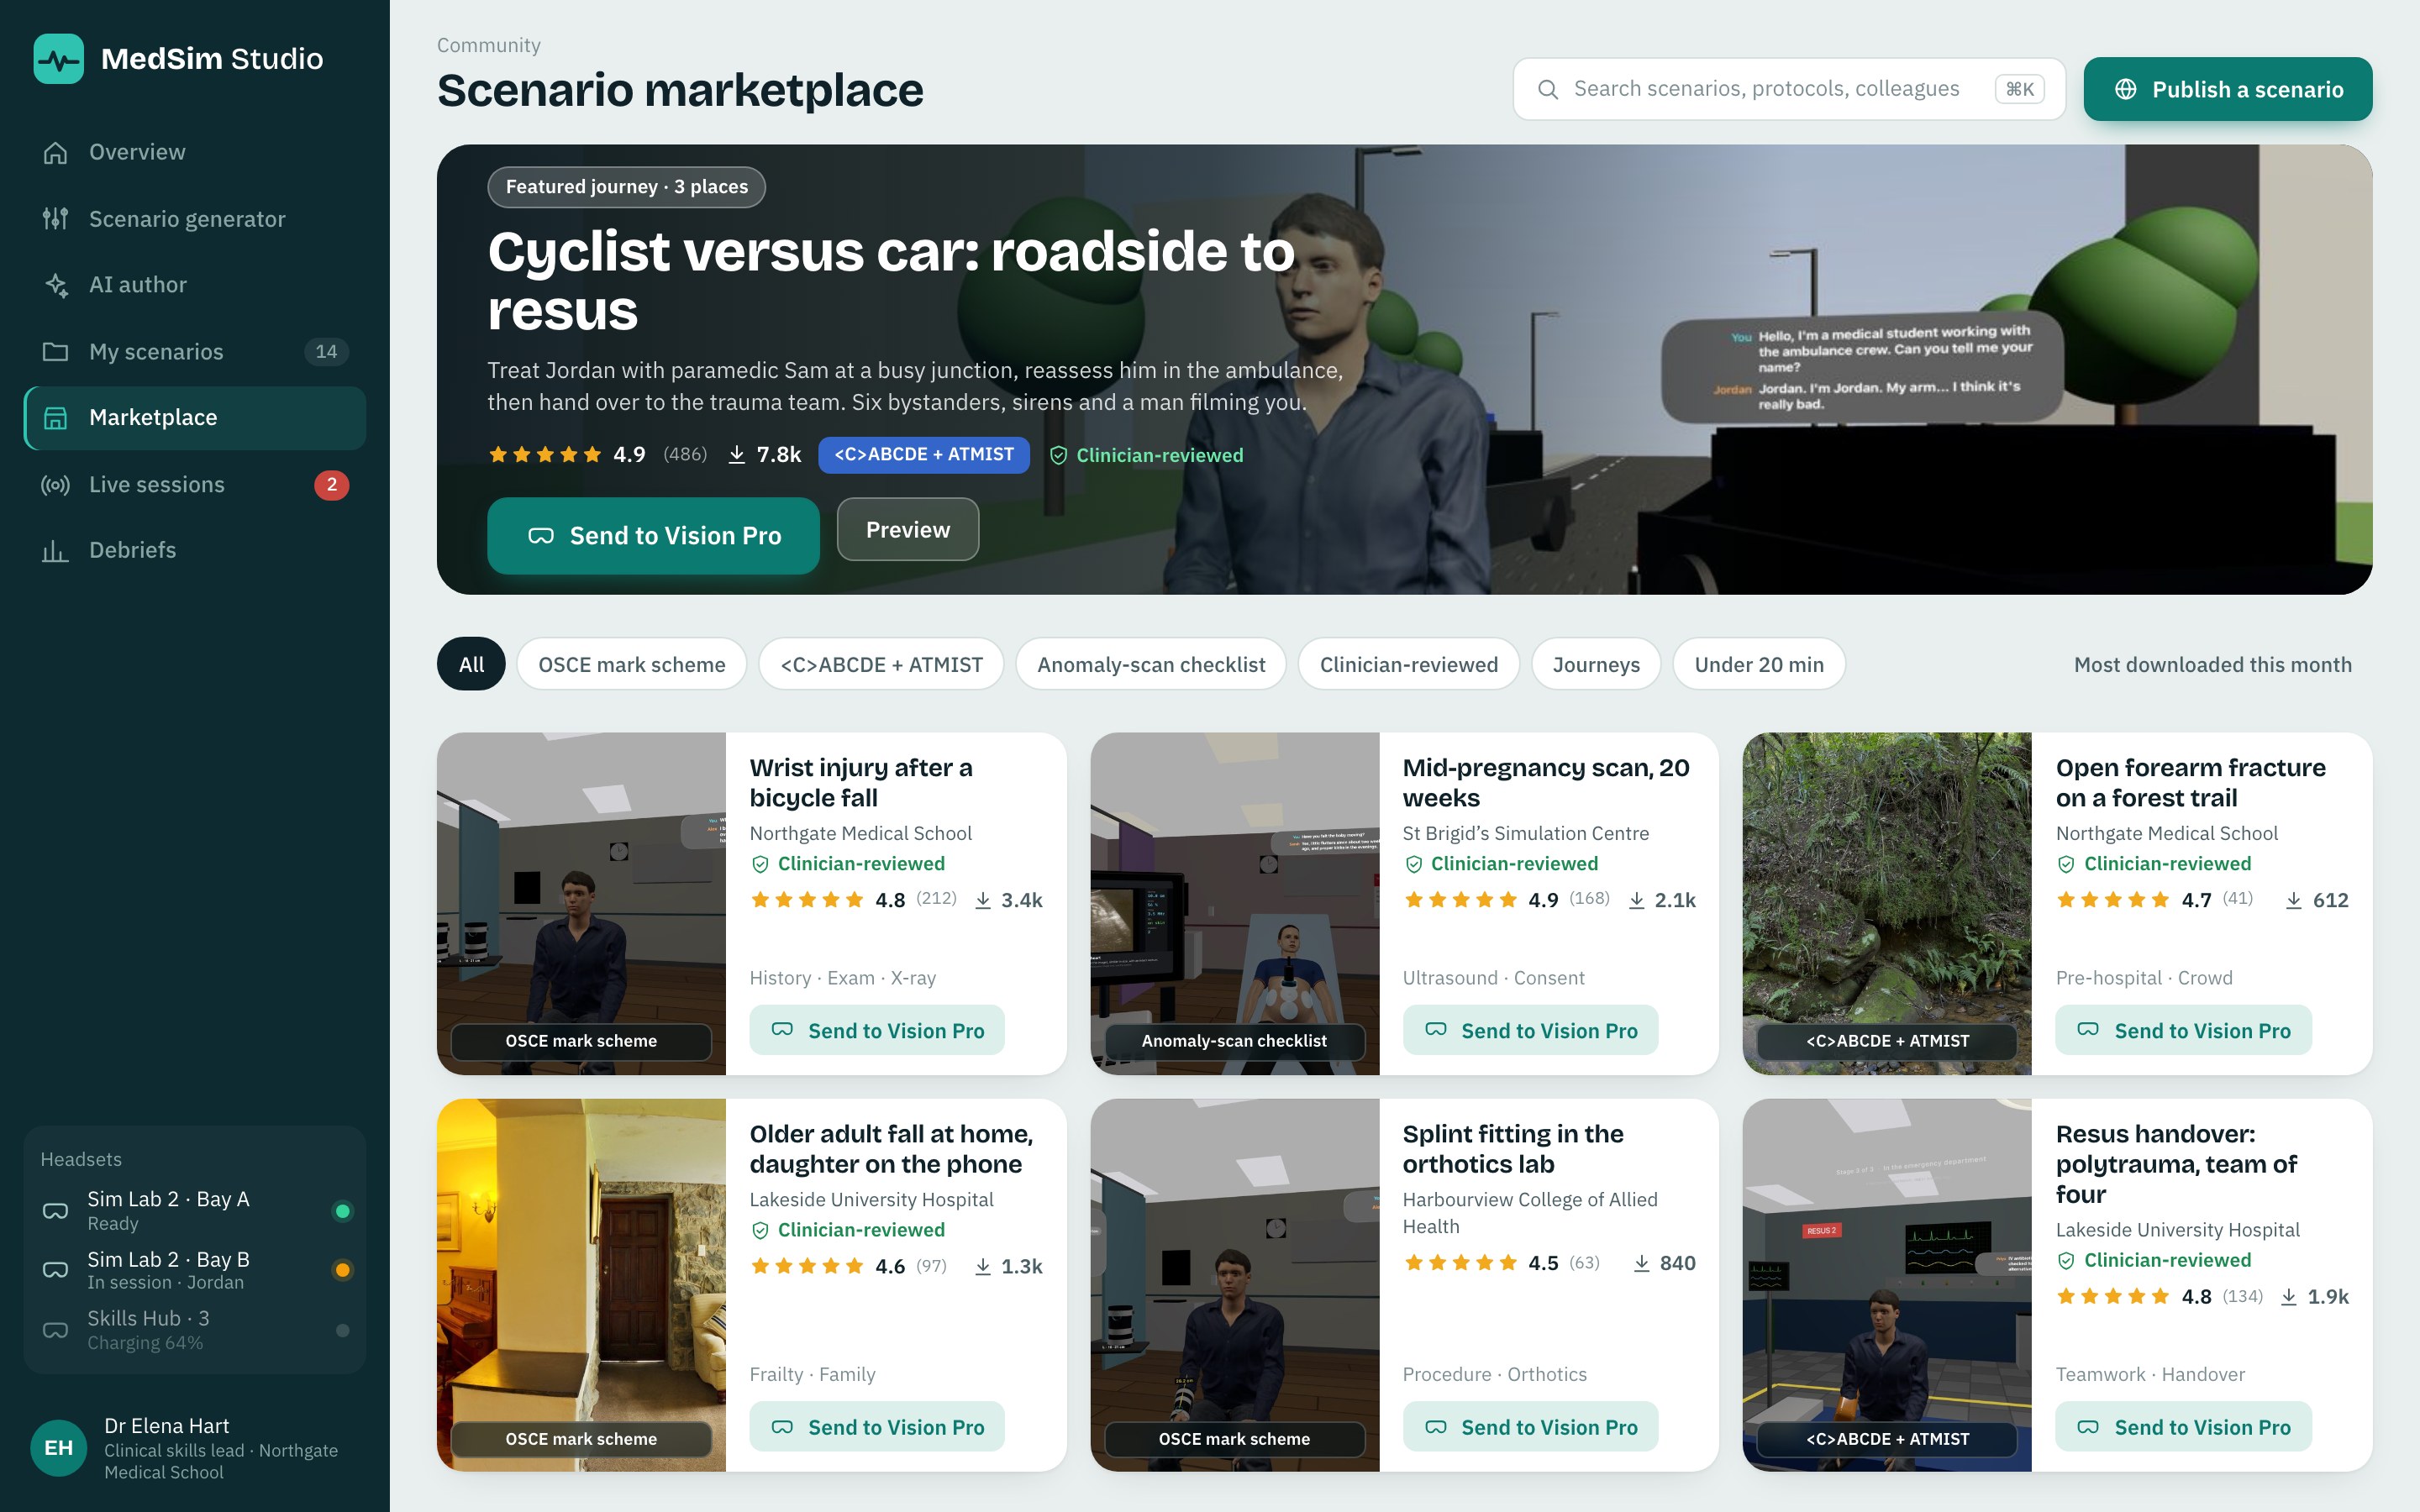 MedSim Studio
Overview
Scenario generator
AI author
My scenarios 14
Marketplace
Live sessions 2
Debriefs
Headsets
Sim Lab 2 · Bay A
Ready
Sim Lab 2 · Bay B
In session · Jordan
Skills Hub · 3
Charging 64%
EH
Dr Elena Hart
Clinical skills lead · Northgate
Medical School
Community
Scenario marketplace
Search scenarios, protocols, colleagues ⌘K
Publish a scenario
Featured journey · 3 places
Cyclist versus car: roadside to
resus
Treat Jordan with paramedic Sam at a busy junction, reassess him in the ambulance,
then hand over to the trauma team. Six bystanders, sirens and a man filming you.
4.9 (486) 7.8k <C>ABCDE + ATMIST Clinician-reviewed
Send to Vision Pro Preview
You Hello, I'm a medical student working with
the ambulance crew. Can you tell me your
name?
Jordan Jordan. I'm Jordan. My arm... I think it's
really bad.
All OSCE mark scheme <C>ABCDE + ATMIST Anomaly-scan checklist Clinician-reviewed Journeys Under 20 min Most downloaded this month
OSCE mark scheme
Wrist injury after a
bicycle fall
Northgate Medical School
Clinician-reviewed
4.8 (212) 3.4k
History · Exam · X-ray
Send to Vision Pro
Anomaly-scan checklist
Mid-pregnancy scan, 20
weeks
St Brigid’s Simulation Centre
Clinician-reviewed
4.9 (168) 2.1k
Ultrasound · Consent
Send to Vision Pro
<C>ABCDE + ATMIST
Open forearm fracture
on a forest trail
Northgate Medical School
Clinician-reviewed
4.7 (41) 612
Pre-hospital · Crowd
Send to Vision Pro
OSCE mark scheme
Older adult fall at home,
daughter on the phone
Lakeside University Hospital
Clinician-reviewed
4.6 (97) 1.3k
Frailty · Family
Send to Vision Pro
OSCE mark scheme
Splint fitting in the
orthotics lab
Harbourview College of Allied
Health
4.5 (63) 840
Procedure · Orthotics
Send to Vision Pro
Stage 3 of 3 · In the emergency department
RESUS 2
<C>ABCDE + ATMIST
Resus handover:
polytrauma, team of
four
Lakeside University Hospital
Clinician-reviewed
4.8 (134) 1.9k
Teamwork · Handover
Send to Vision Pro